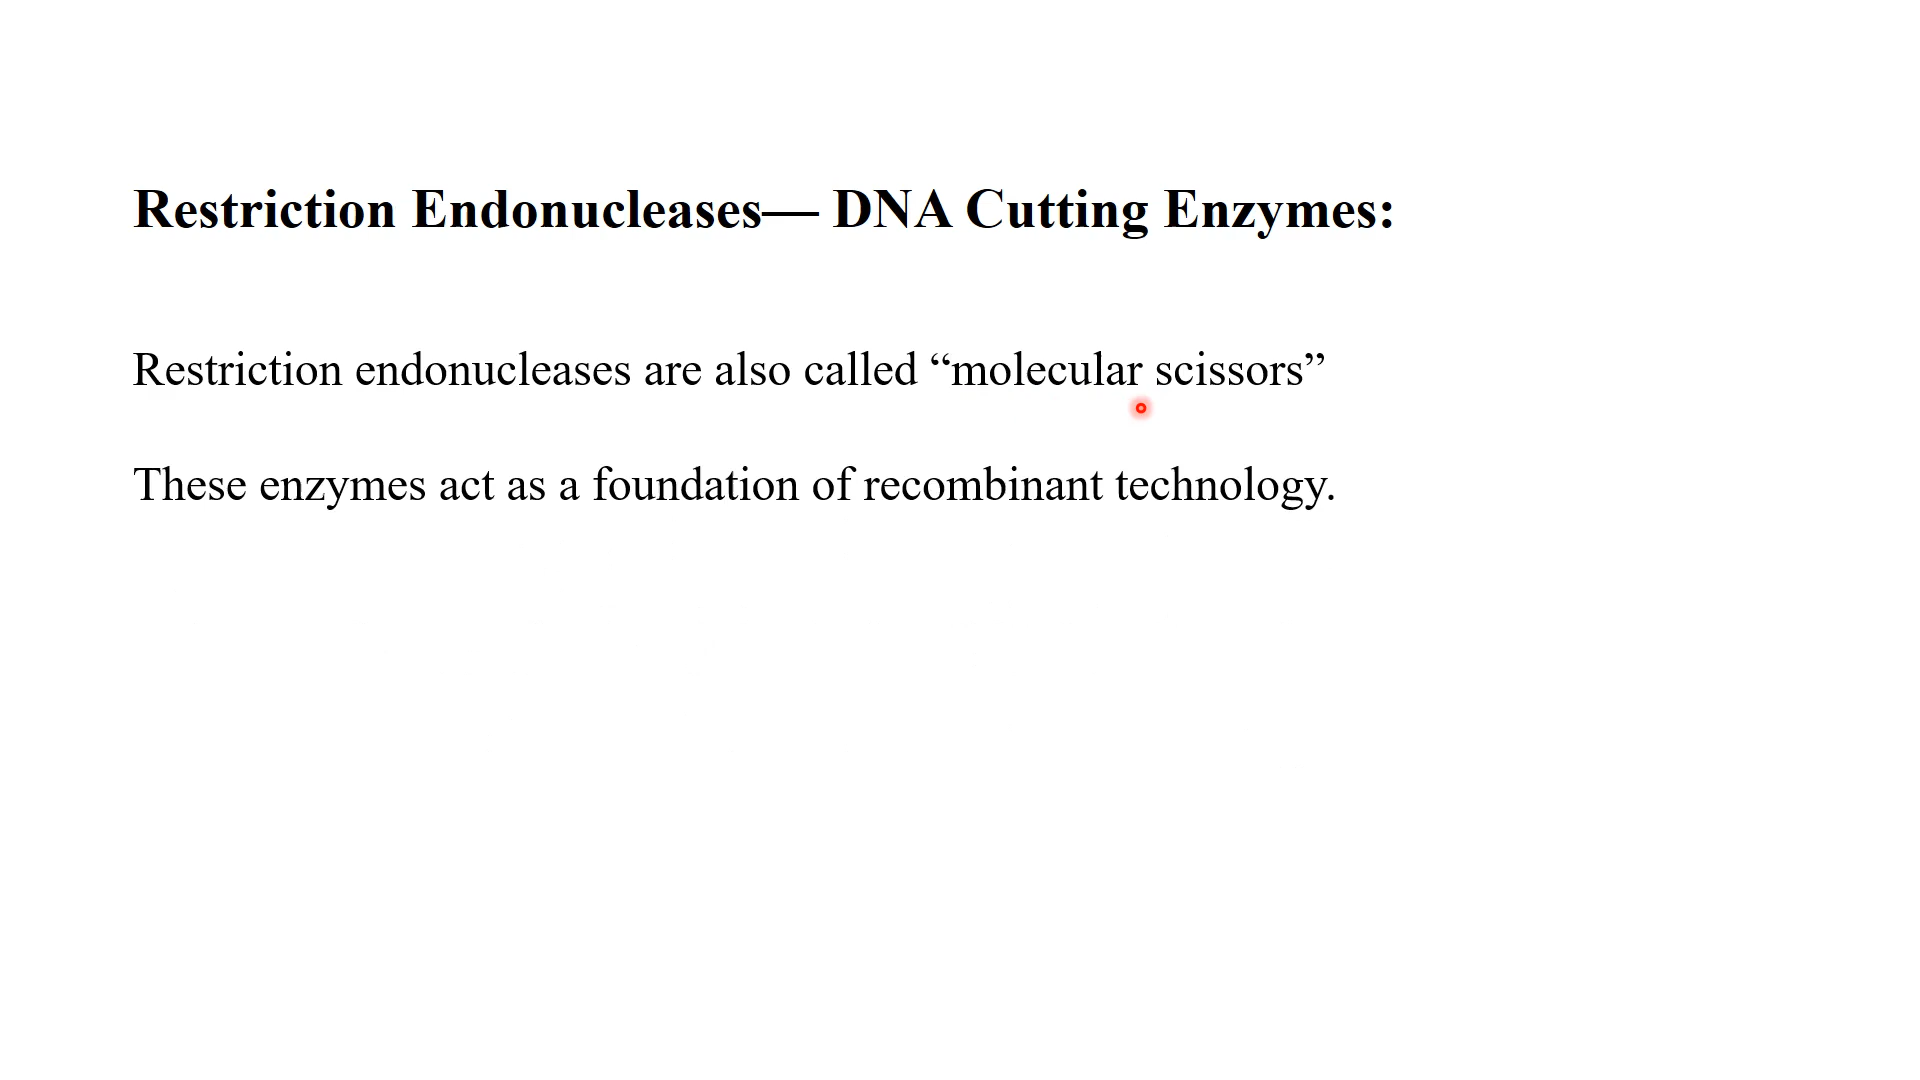 Restriction Endonucleases— DNA Cutting Enzymes:
Restriction endonucleases are also called “molecular scissors”
These enzymes act as a foundation of recombinant technology.